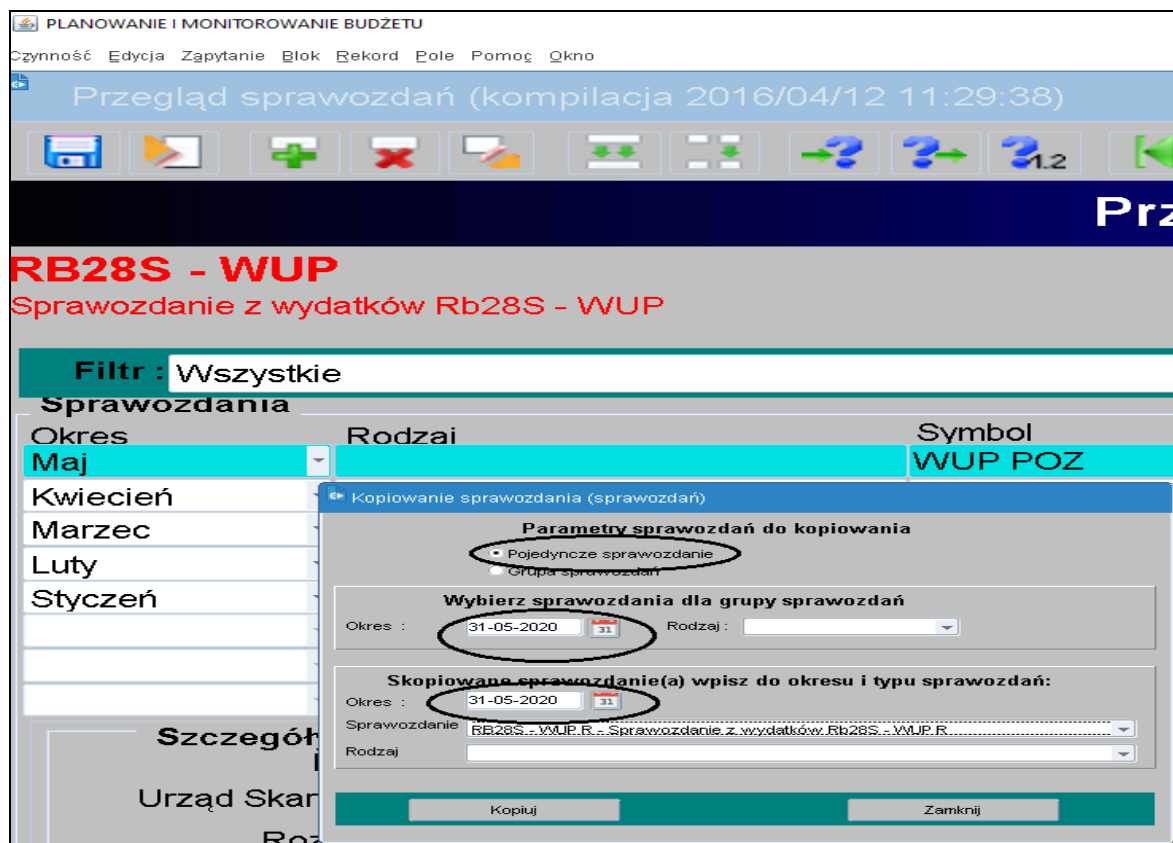 PLANOWANIE I MONITOROWANIE BUDŻETU
Czynność Edycja Zapytanie Blok Rekord Pole Pomoc Okno
Przegląd sprawozdań (kompilacja 2016/04/12 11:29:38)
1.2
Prz
RB28S - WUP
Sprawozdanie z wydatków Rb28S - WUP
Filtr : Wszystkie
Sprawozdania
Okres Rodzaj Symbol
Maj WUP POZ
Kwiecień
Marzec
Luty
Styczeń
Kopiowanie sprawozdania (sprawozdań)
Parametry sprawozdań do kopiowania
Pojedyncze sprawozdanie
Grupa sprawozdań
Wybierz sprawozdania dla grupy sprawozdań
Okres : 31-05-2020 31 Rodzaj :
Skopiowane sprawozdanie(a) wpisz do okresu i typu sprawozdań:
Okres : 31-05-2020 31
Sprawozdanie RB28S - WUP R - Sprawozdanie z wydatków Rb28S - WUP R
Rodzaj
Kopiuj Zamknij
Szczegół
Urząd Skar
Roz